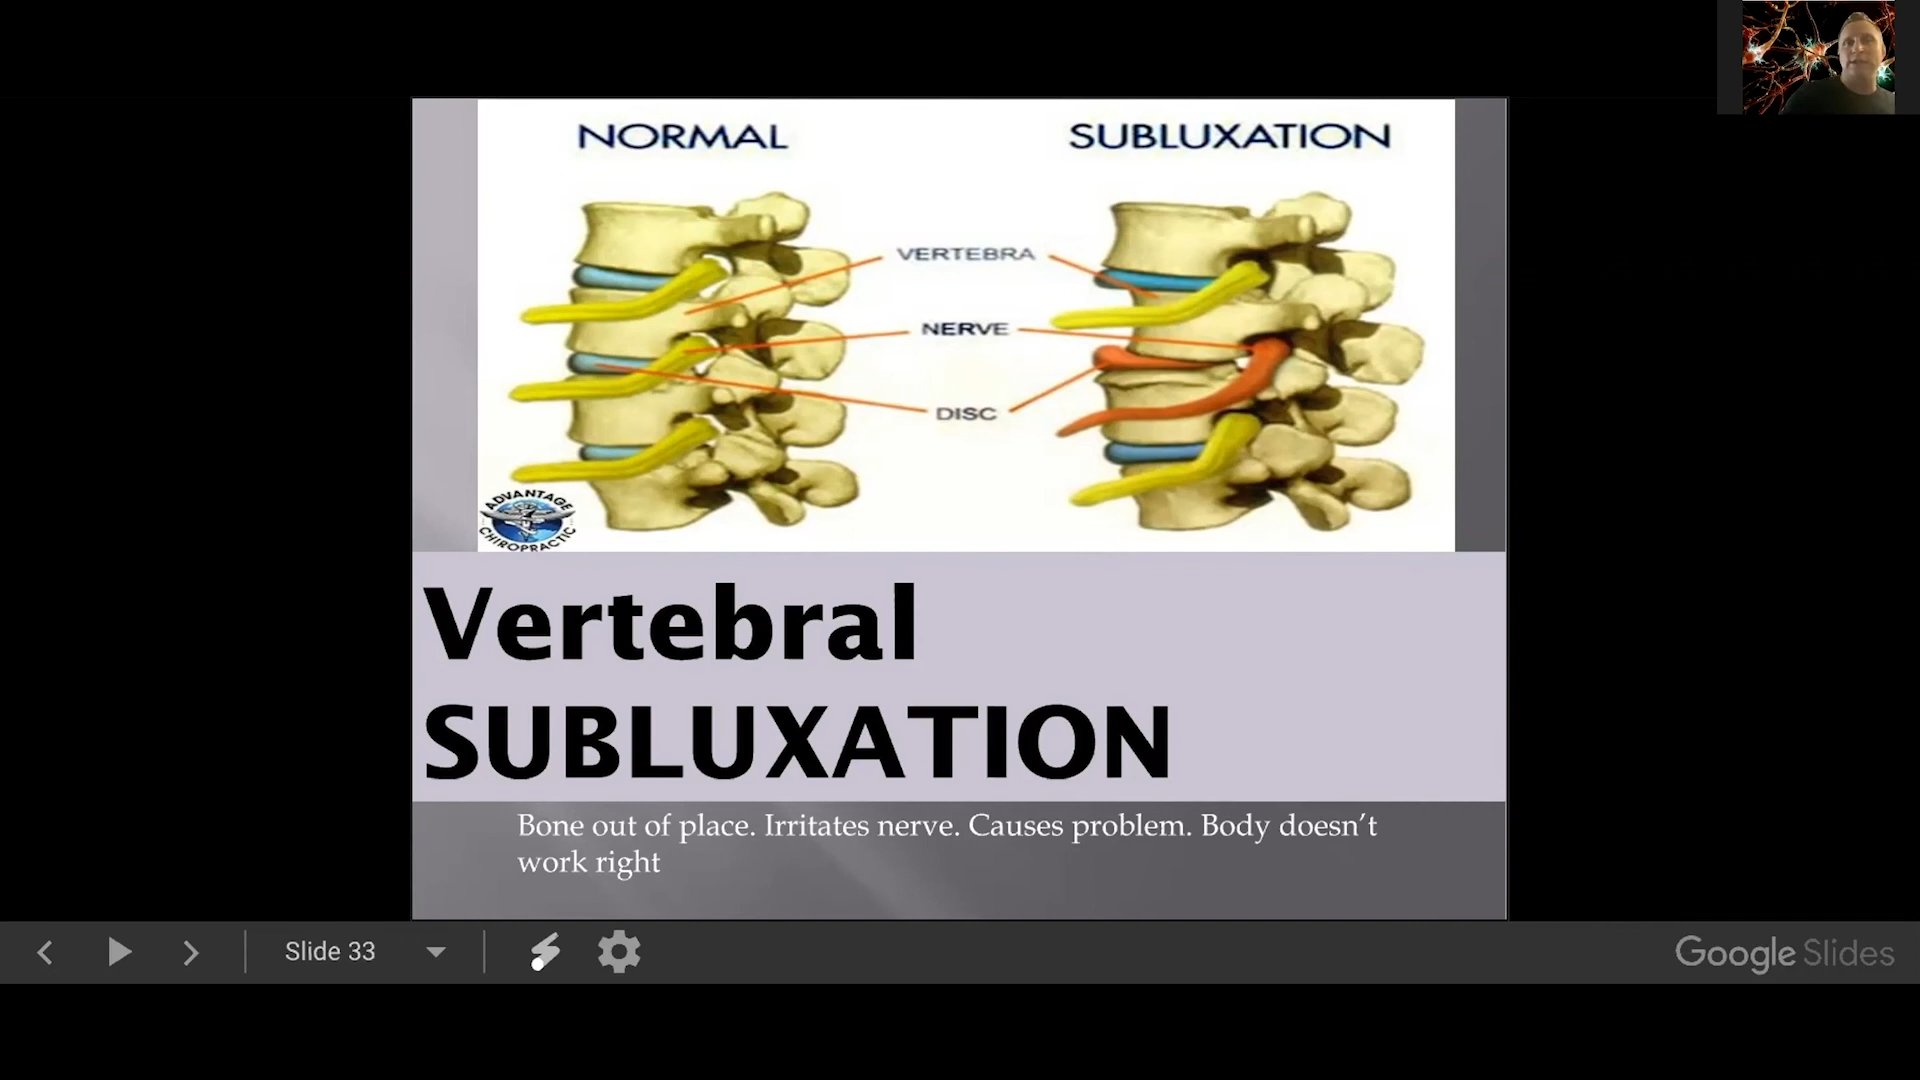 NORMAL
SUBLUXATION
VERTEBRA
NERVE
DISC
ADVANTAGE
CHIROPRACTIC
Vertebral
SUBLUXATION
Bone out of place. Irritates nerve. Causes problem. Body doesn’t
work right
Slide 33
Google Slides